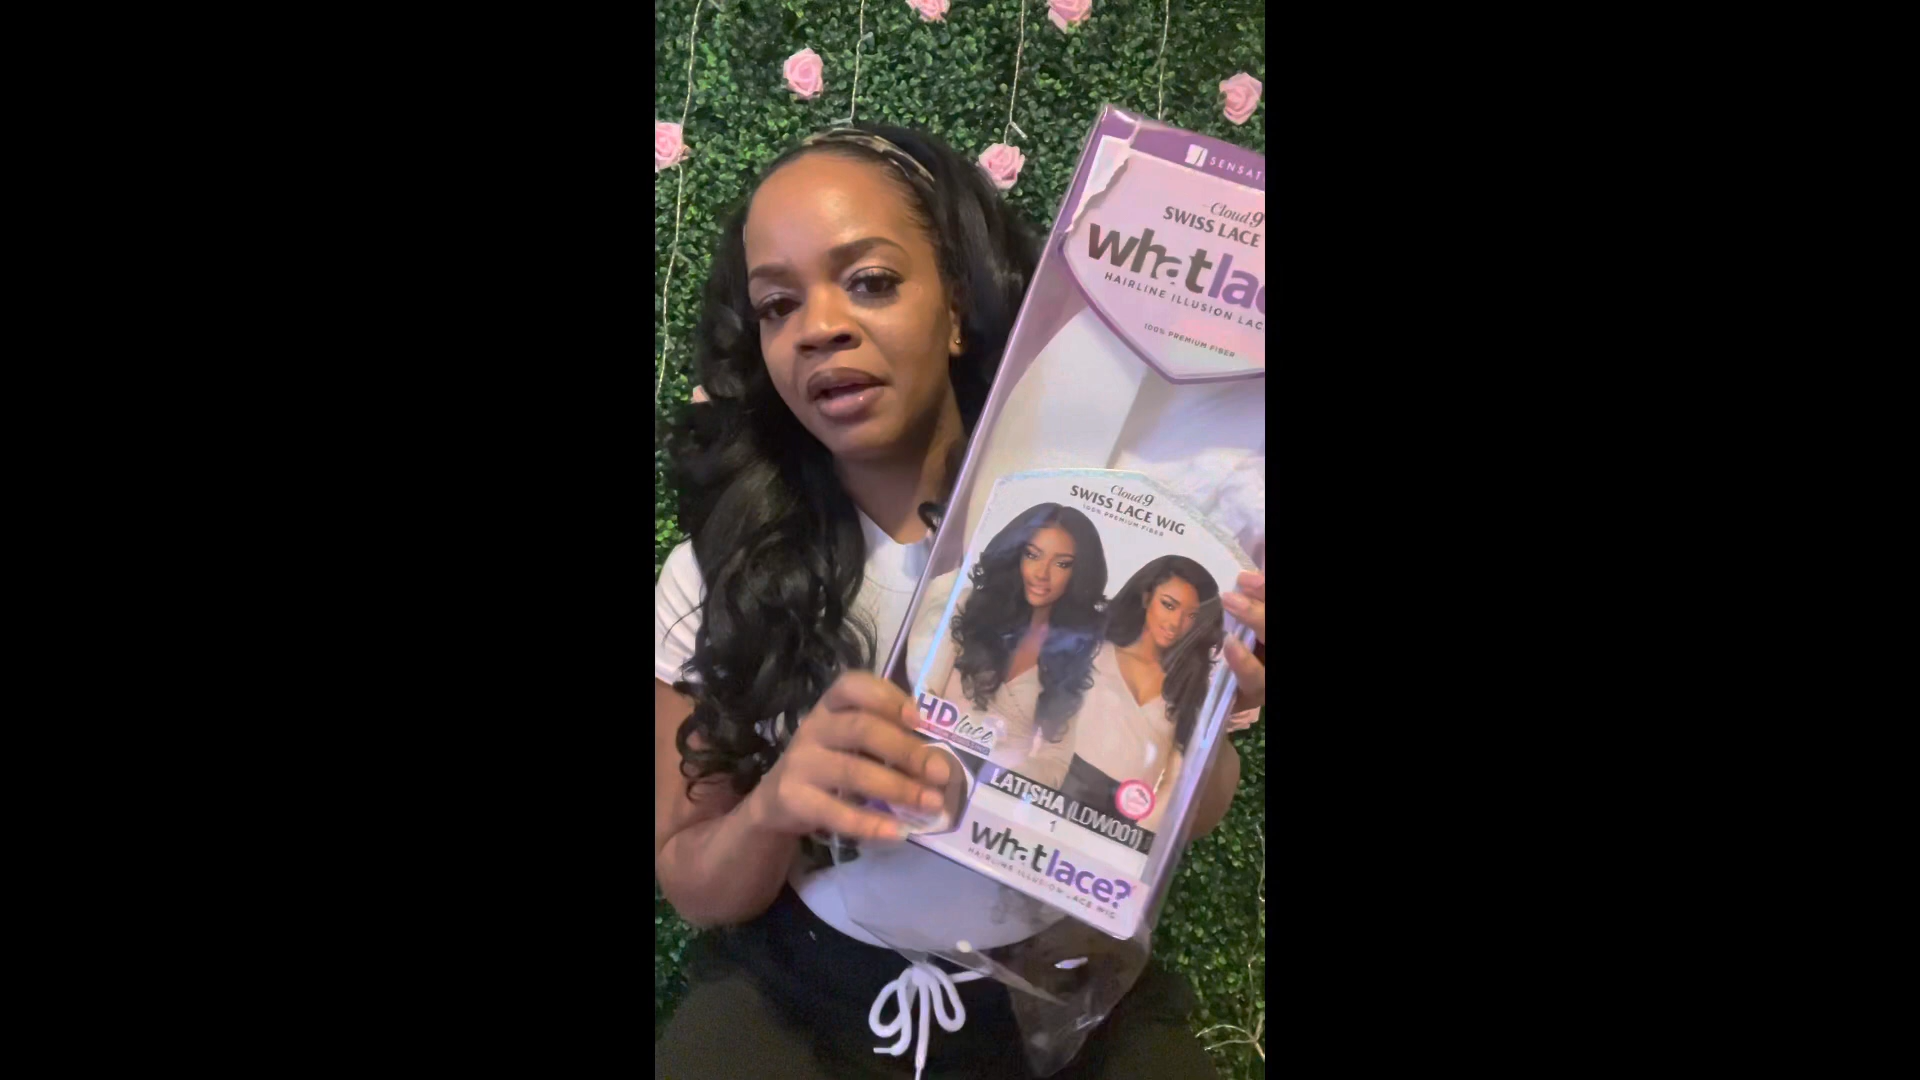 SENSAT
Cloud9
SWISS LACE
whatlac
HAIRLINE ILLUSION LAC
100% PREMIUM FIBER
Cloud9
SWISS LACE WIG
100% PREMIUM FIBER
HD lace
LATISHA (LDW001)
1
whatlace?
HAIRLINE ILLUSION LACE WIG